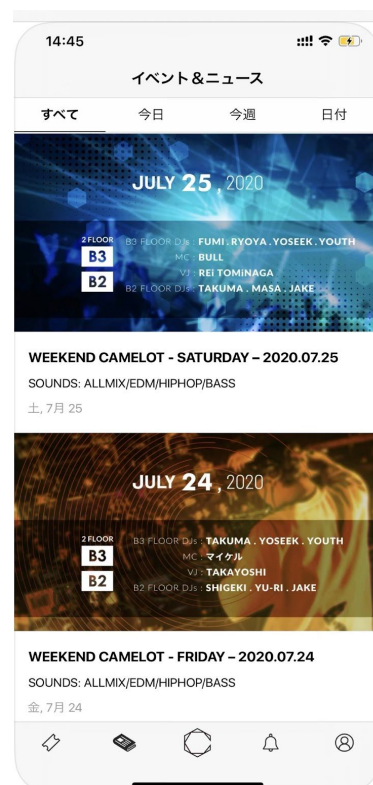 14:45
イベント＆ニュース
すべて 今日 今週 日付
JULY 25, 2020
2 FLOOR
B3
B2
B3 FLOOR DJs : FUMI . RYOYA . YOSEEK . YOUTH
MC : BULL
VJ : REi TOMiNAGA
B2 FLOOR DJs : TAKUMA . MASA . JAKE
WEEKEND CAMELOT - SATURDAY – 2020.07.25
SOUNDS: ALLMIX/EDM/HIPHOP/BASS
土, 7月 25
JULY 24, 2020
2 FLOOR
B3
B2
B3 FLOOR DJs : TAKUMA . YOSEEK . YOUTH
MC : マイケル
VJ : TAKAYOSHI
B2 FLOOR DJs : SHIGEKI . YU-RI . JAKE
WEEKEND CAMELOT - FRIDAY – 2020.07.24
SOUNDS: ALLMIX/EDM/HIPHOP/BASS
金, 7月 24